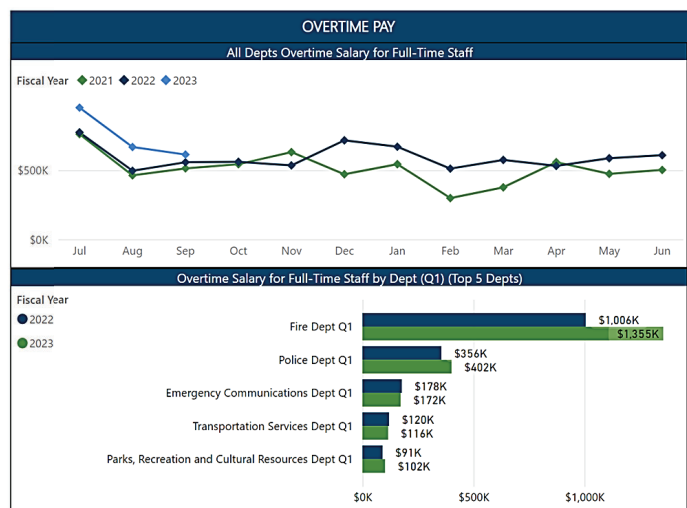 OVERTIME PAY
All Depts Overtime Salary for Full-Time Staff
Fiscal Year 2021 2022 2023
$500K
$0K
Jul Aug Sep Oct Nov Dec Jan Feb Mar Apr May Jun
Overtime Salary for Full-Time Staff by Dept (Q1) (Top 5 Depts)
Fiscal Year
2022
2023
Fire Dept Q1
$1,006K
$1,355K
Police Dept Q1
$356K
$402K
Emergency Communications Dept Q1
$178K
$172K
Transportation Services Dept Q1
$120K
$116K
Parks, Recreation and Cultural Resources Dept Q1
$91K
$102K
$0K $500K $1,000K